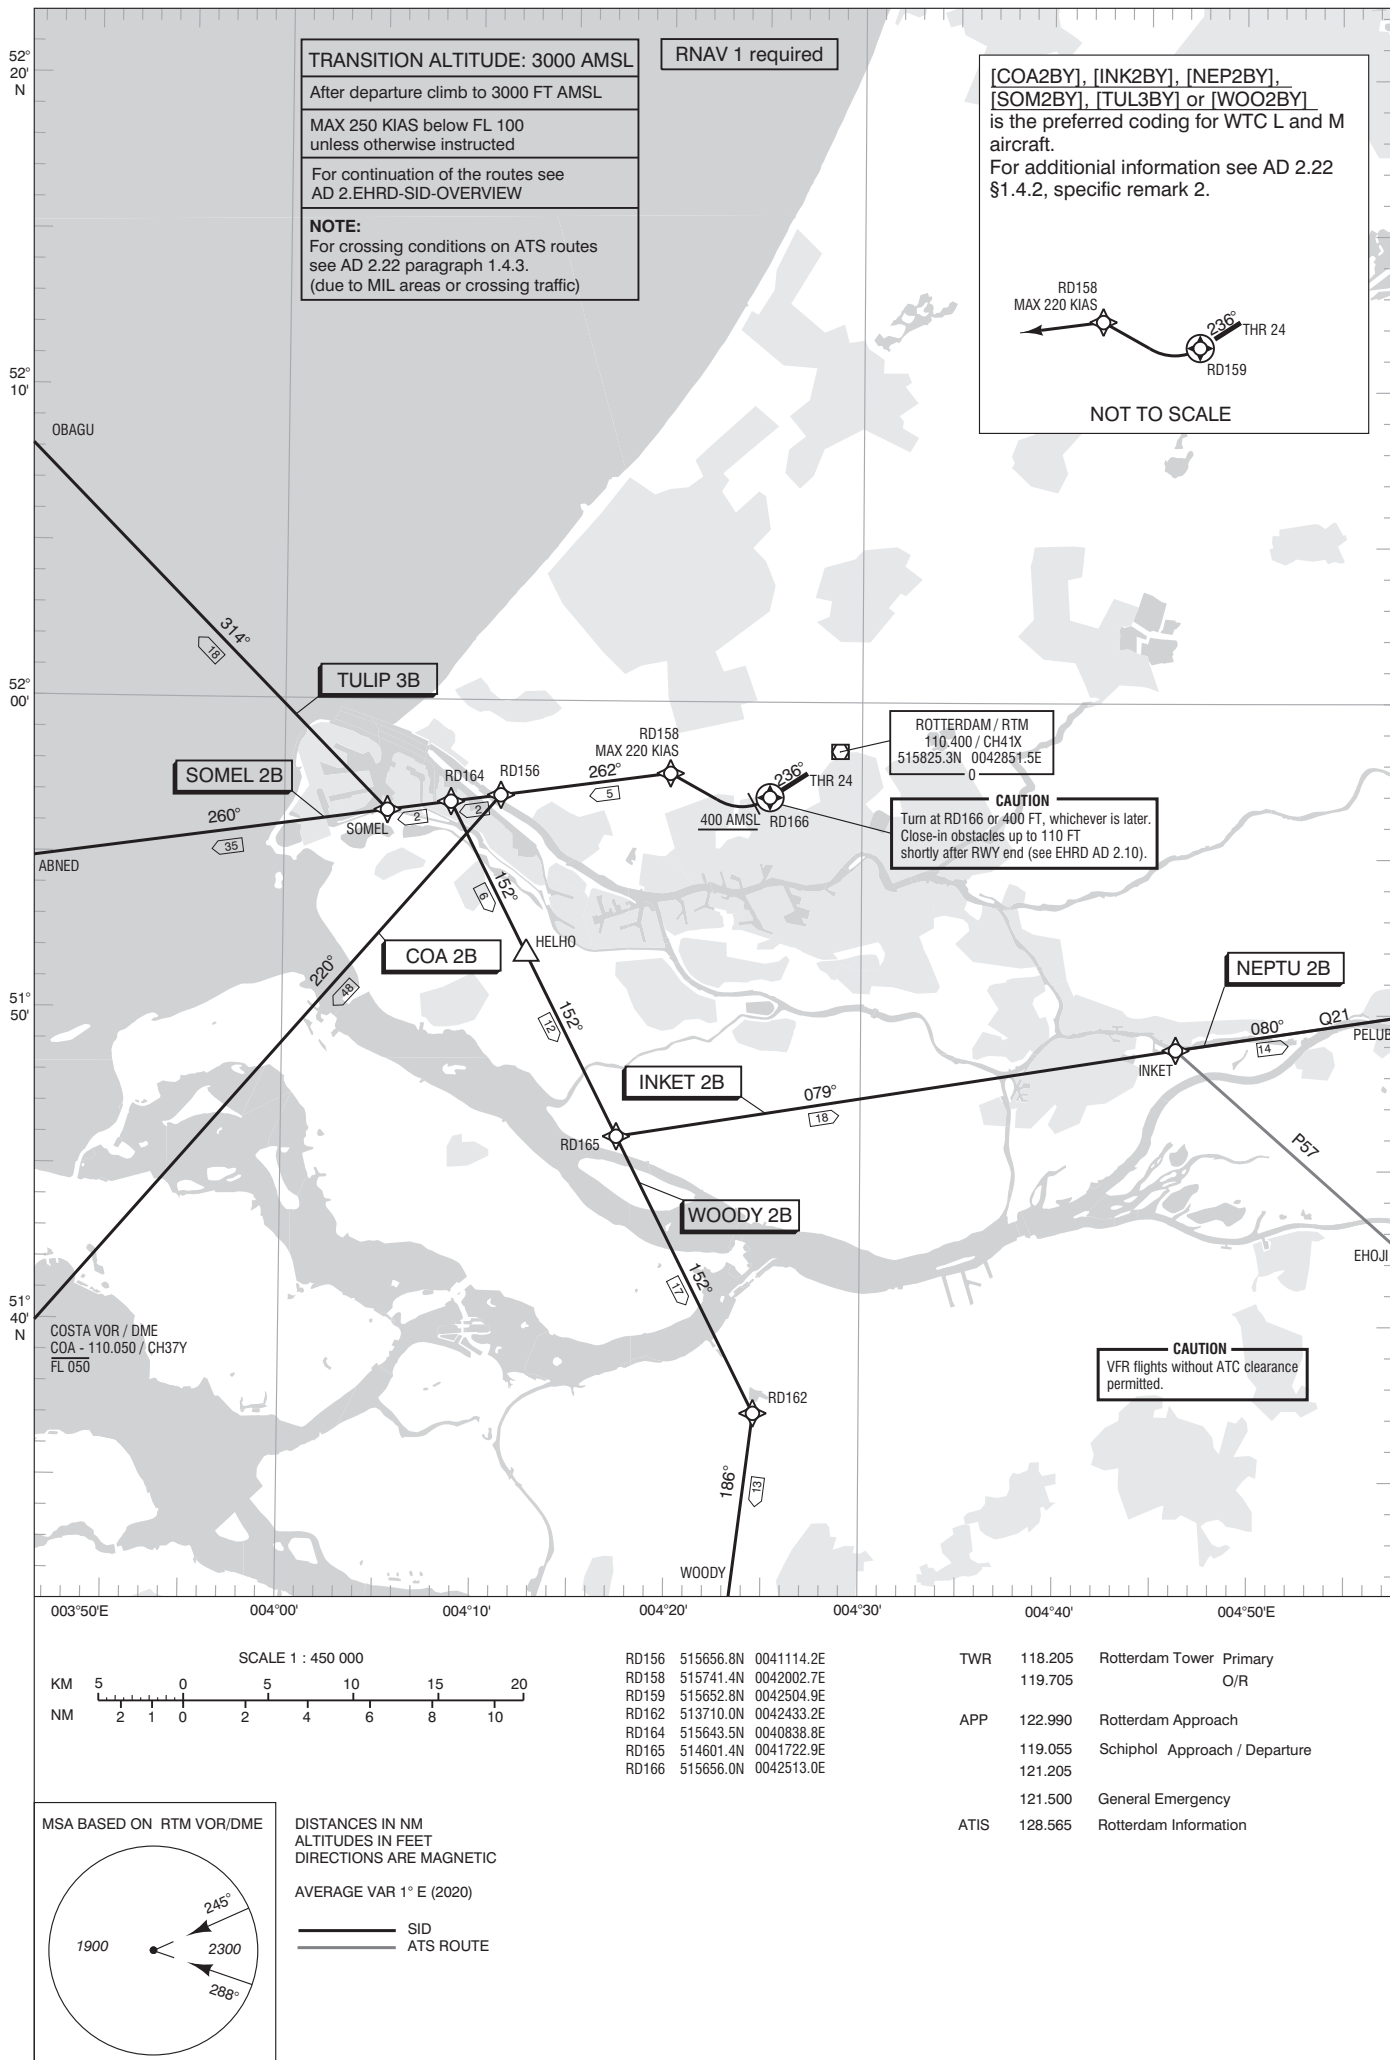 52°
20'
N
TRANSITION ALTITUDE: 3000 AMSL
After departure climb to 3000 FT AMSL
MAX 250 KIAS below FL 100
unless otherwise instructed
For continuation of the routes see
AD 2.EHRD-SID-OVERVIEW
NOTE:
For crossing conditions on ATS routes
see AD 2.22 paragraph 1.4.3.
(due to MIL areas or crossing traffic)
RNAV 1 required
[COA2BY], [INK2BY], [NEP2BY],
[SOM2BY], [TUL3BY] or [WOO2BY]
is the preferred coding for WTC L and M
aircraft.
For additionial information see AD 2.22
§1.4.2, specific remark 2.
RD158
MAX 220 KIAS
236°
THR 24
RD159
NOT TO SCALE
52°
10'
OBAGU
314°
18
TULIP 3B
52°
00'
SOMEL 2B
RD164
RD156
262°
5
RD158
MAX 220 KIAS
236°
THR 24
ROTTERDAM / RTM
110.400 / CH41X
515825.3N 0042851.5E
0
260°
35
SOMEL
2
2
400 AMSL
RD166
CAUTION
Turn at RD166 or 400 FT, whichever is later.
Close-in obstacles up to 110 FT
shortly after RWY end (see EHRD AD 2.10).
ABNED
152°
6
HELHO
COA 2B
220°
48
152°
12
NEPTU 2B
51°
50'
080°
Q21
14
PELUB
INKET
INKET 2B
079°
18
RD165
P57
WOODY 2B
EHOJI
152°
17
51°
40'
N
COSTA VOR / DME
COA - 110.050 / CH37Y
FL 050
CAUTION
VFR flights without ATC clearance
permitted.
RD162
186°
13
WOODY
003°50'E
004°00'
004°10'
004°20'
004°30'
004°40'
004°50'E
SCALE 1 : 450 000
KM 5 0 5 10 15 20
NM 2 1 0 2 4 6 8 10
RD156 515656.8N 0041114.2E
RD158 515741.4N 0042002.7E
RD159 515652.8N 0042504.9E
RD162 513710.0N 0042433.2E
RD164 515643.5N 0040838.8E
RD165 514601.4N 0041722.9E
RD166 515656.0N 0042513.0E
TWR 118.205 Rotterdam Tower Primary
119.705 O/R
APP 122.990 Rotterdam Approach
119.055 Schiphol Approach / Departure
121.205
121.500 General Emergency
ATIS 128.565 Rotterdam Information
MSA BASED ON RTM VOR/DME
245°
1900
2300
288°
DISTANCES IN NM
ALTITUDES IN FEET
DIRECTIONS ARE MAGNETIC
AVERAGE VAR 1° E (2020)
SID
ATS ROUTE